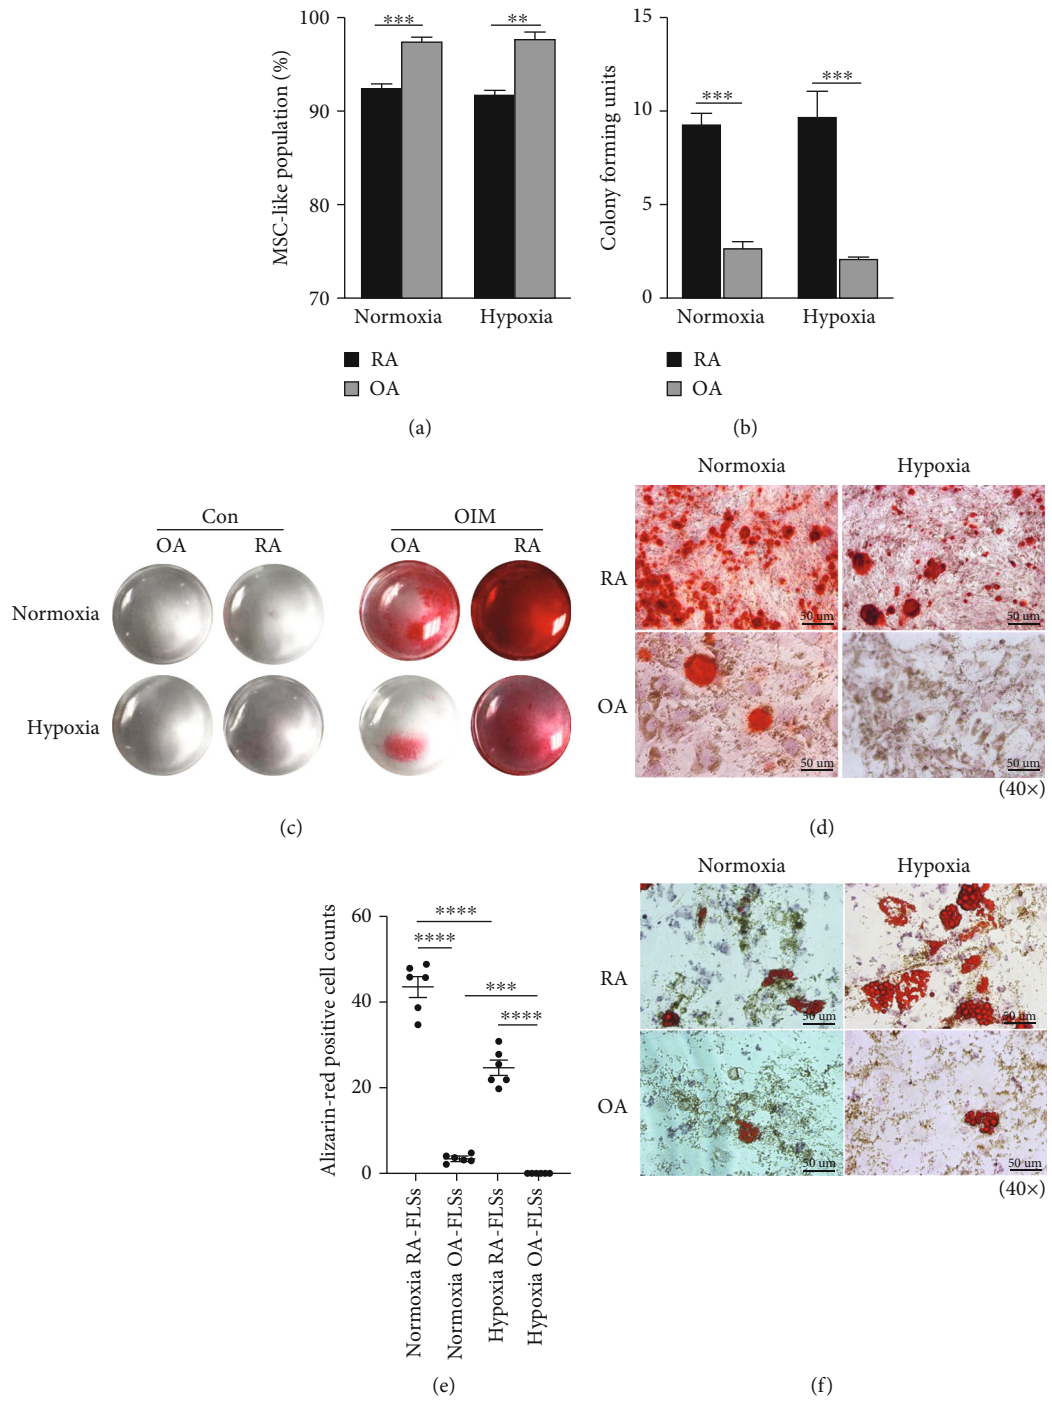 100
90
80
70
MSC-like population (%)
***
**
Normoxia
Hypoxia
RA
OA
(a)
15
10
5
0
Colony forming units
***
***
Normoxia
Hypoxia
RA
OA
(b)
Con
OIM
OA
RA
OA
RA
Normoxia
Hypoxia
(c)
Normoxia
Hypoxia
RA
50 um
50 um
OA
50 um
50 um
(40×)
(d)
60
40
20
0
Alizarin-red positive cell counts
****
****
***
****
Normoxia RA-FLSs
Normoxia OA-FLSs
Hypoxia RA-FLSs
Hypoxia OA-FLSs
(e)
Normoxia
Hypoxia
RA
50 um
50 um
OA
50 um
50 um
(40×)
(f)